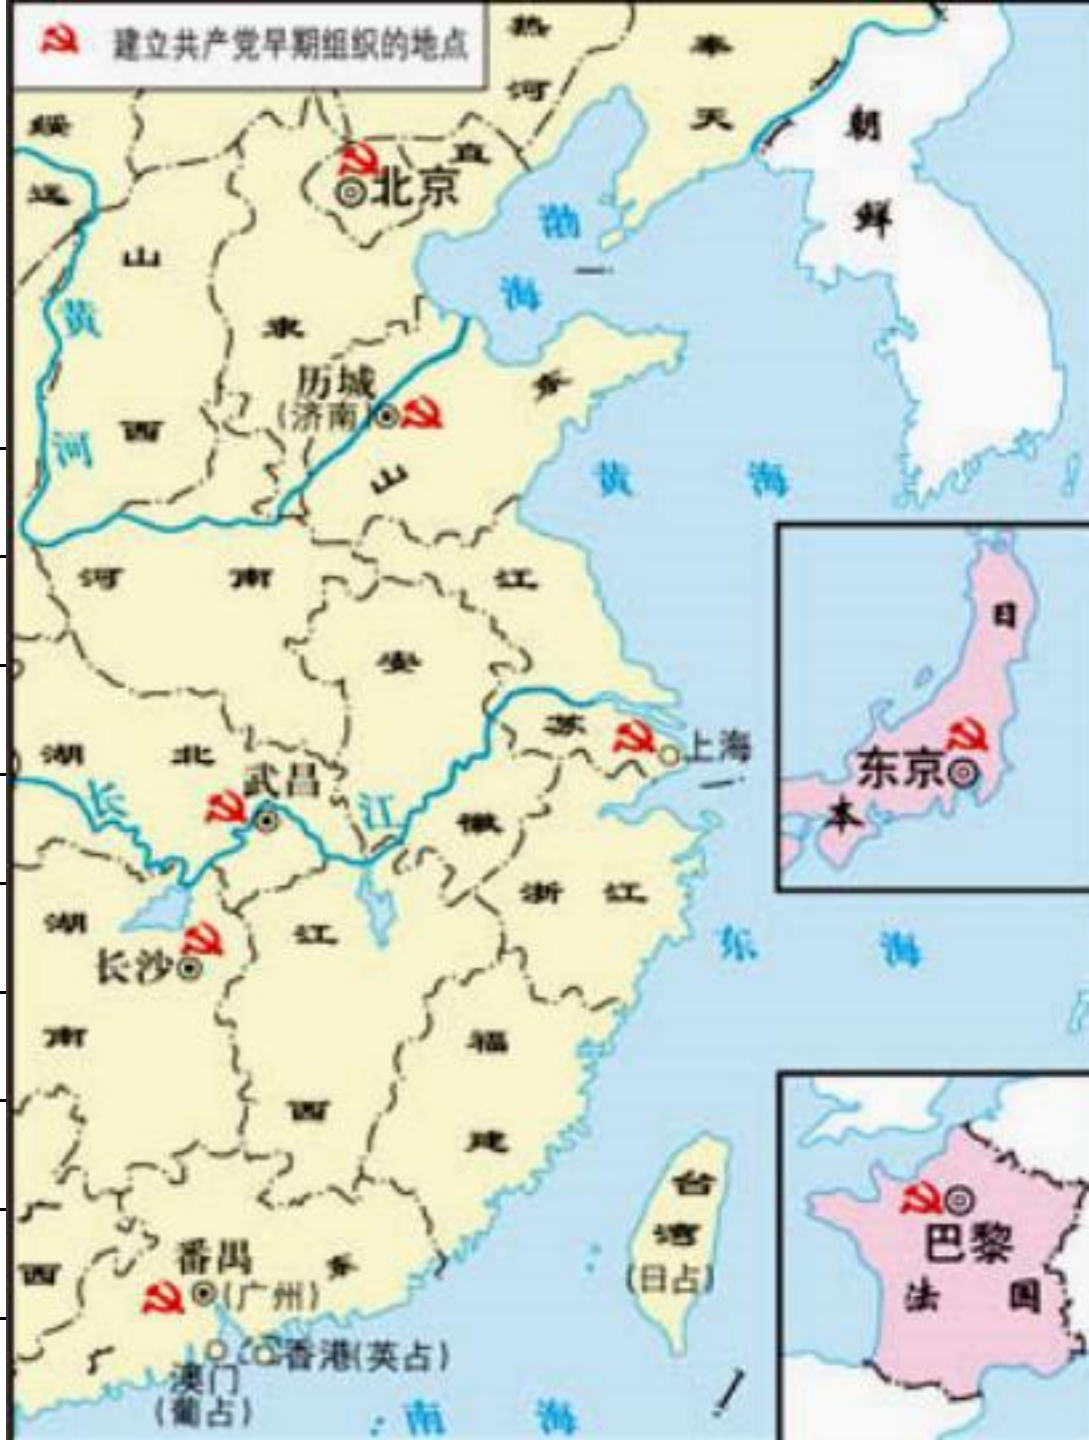 建立共产党早期组织的地点
热河
奉天
绥远
直隶
北京
朝鲜
渤海
山西
黄河
历城
(济南)
山东
黄海
河南
江苏
安徽
上海
日本
东京
湖北
武昌
长江
浙江
湖南
长沙
江西
东海
福建
台湾
(日占)
巴黎
法国
西
番禺
(广州)
广东
香港(英占)
澳门
(葡占)
南海